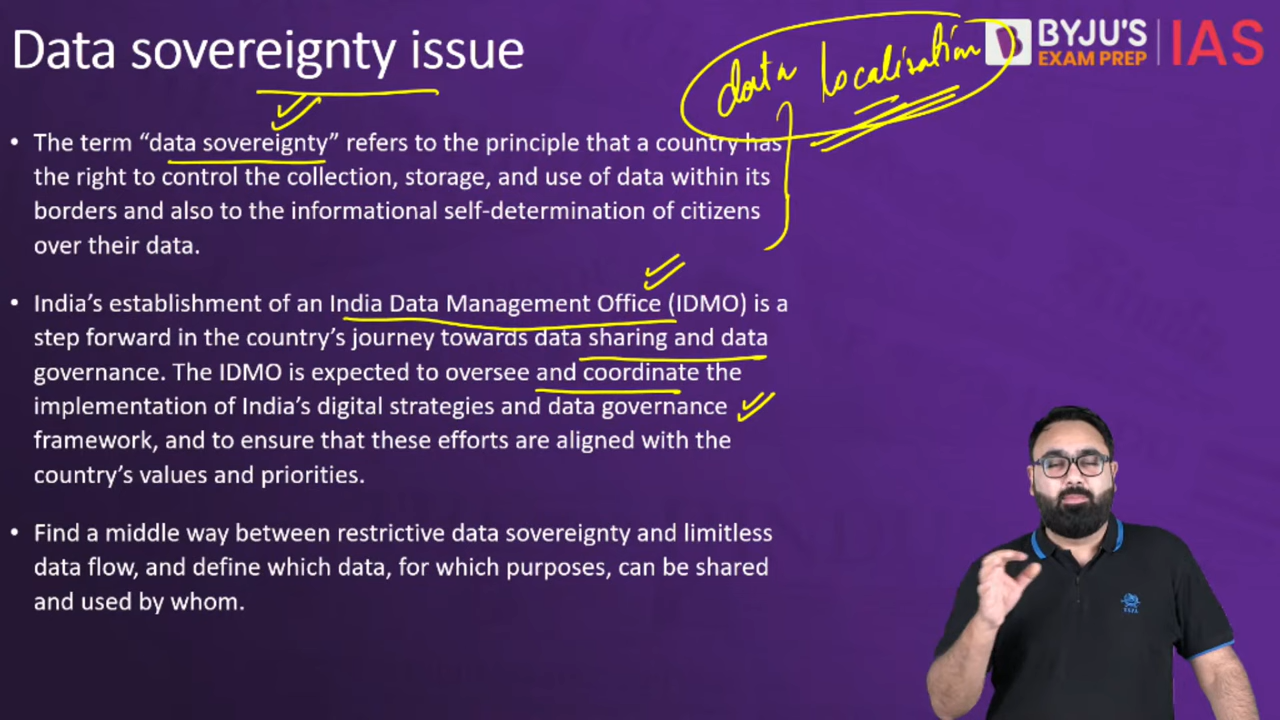 Data sovereignty issue
data localisation
BYJU'S
EXAM PREP
IAS
• The term “data sovereignty” refers to the principle that a country has
the right to control the collection, storage, and use of data within its
borders and also to the informational self-determination of citizens
over their data.
• India’s establishment of an India Data Management Office (IDMO) is a
step forward in the country’s journey towards data sharing and data
governance. The IDMO is expected to oversee and coordinate the
implementation of India’s digital strategies and data governance
framework, and to ensure that these efforts are aligned with the
country’s values and priorities.
• Find a middle way between restrictive data sovereignty and limitless
data flow, and define which data, for which purposes, can be shared
and used by whom.